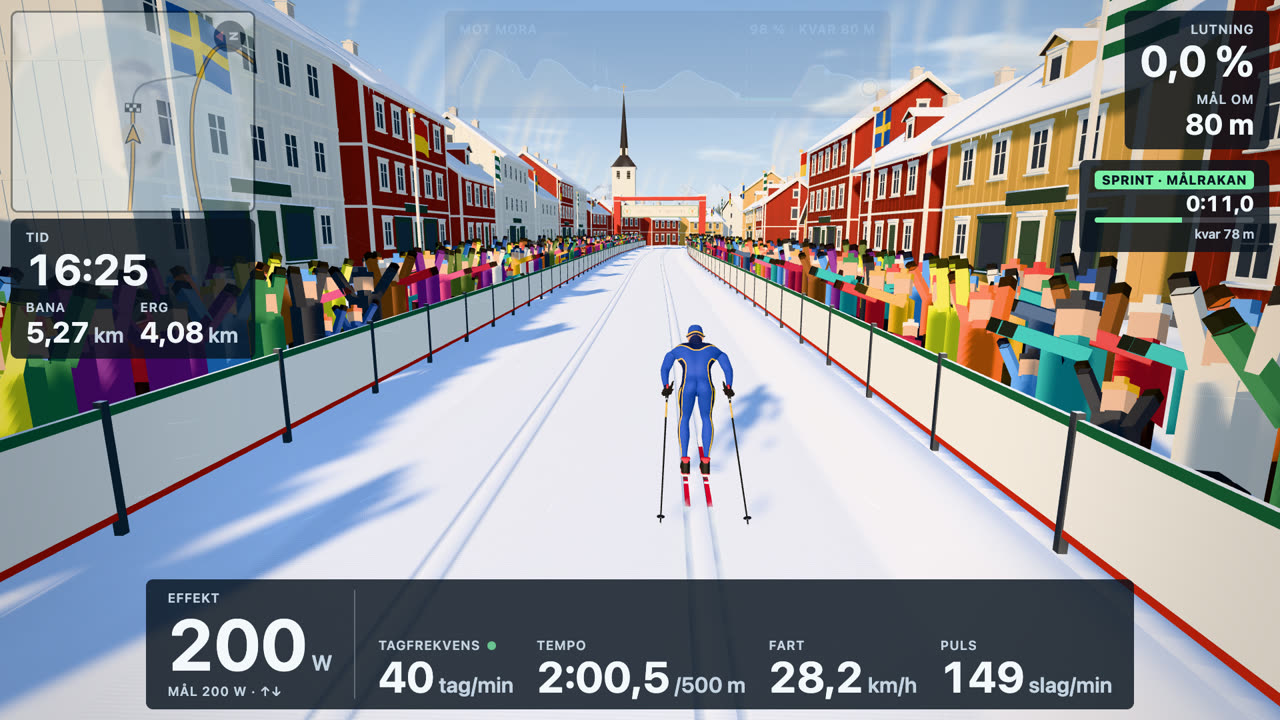 MOT MORA
98 % · KVAR 80 M
N
LUTNING
0,0 %
MÅL OM
80 m
SPRINT · MÅLRAKAN
0:11,0
kvar 78 m
TID
16:25
BANA
5,27 km
ERG
4,08 km
EFFEKT
200 W
MÅL 200 W · ↑↓
TAGFREKVENS
40 tag/min
TEMPO
2:00,5 /500 m
FART
28,2 km/h
PULS
149 slag/min